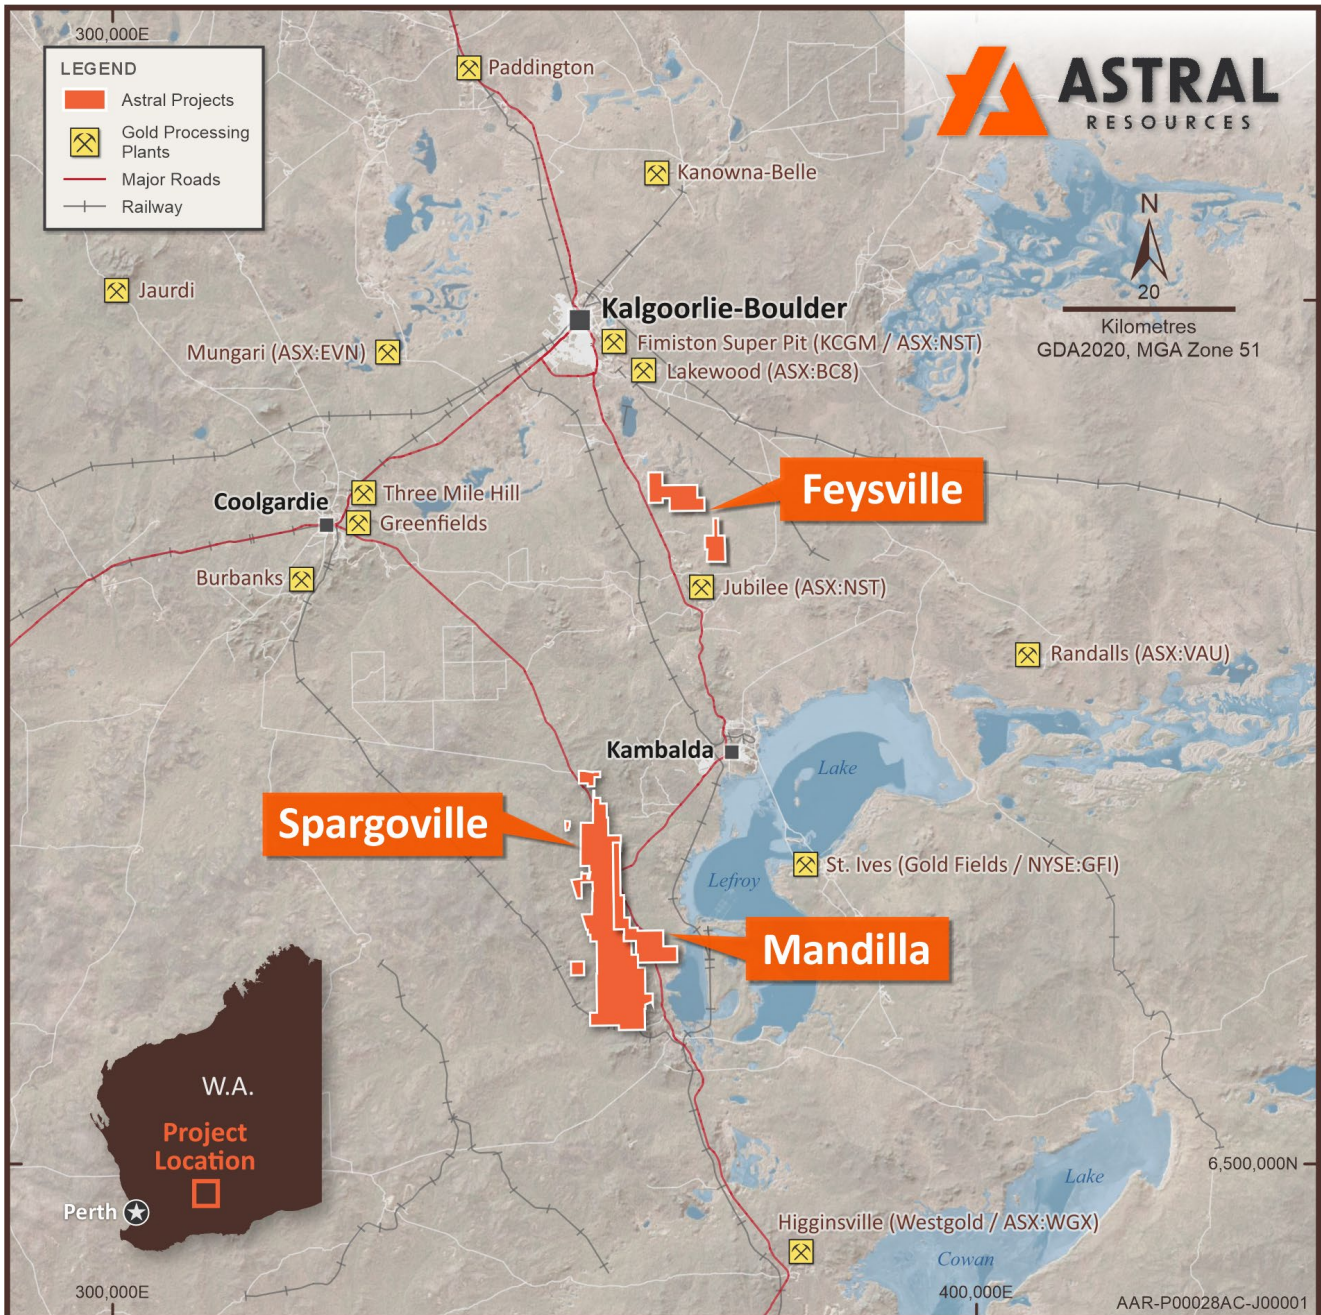 300,000E
LEGEND
Astral Projects
Gold Processing
Plants
Major Roads
Railway
ASTRAL
RESOURCES
Paddington
Kanowna-Belle
N
20
Kilometres
GDA2020, MGA Zone 51
Jaurdi
Kalgoorlie-Boulder
Fimiston Super Pit (KCGM / ASX:NST)
Mungari (ASX:EVN)
Lakewood (ASX:BC8)
Feysville
Three Mile Hill
Coolgardie
Greenfields
Burbanks
Jubilee (ASX:NST)
Randalls (ASX:VAU)
Kambalda
Lake
Spargoville
St. Ives (Gold Fields / NYSE:GFI)
Lefroy
Mandilla
W.A.
Project
Location
Perth
6,500,000N
Lake
Higginsville (Westgold / ASX:WGX)
Cowan
300,000E
400,000E
AAR-P00028AC-J00001